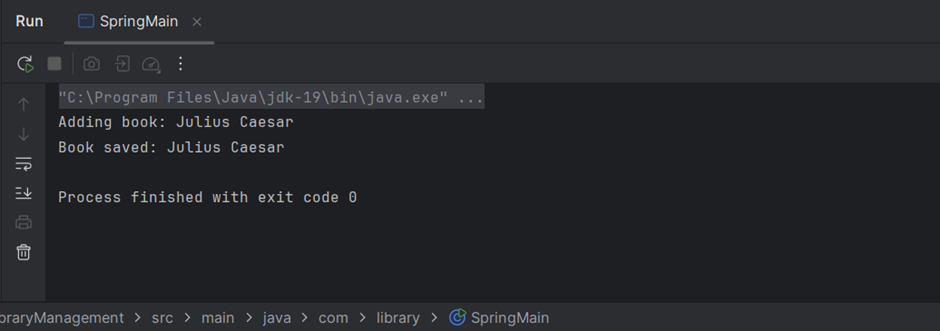 Run SpringMain
"C:\Program Files\Java\jdk-19\bin\java.exe" ...
Adding book: Julius Caesar
Book saved: Julius Caesar
Process finished with exit code 0
braryManagement > src > main > java > com > library > SpringMain